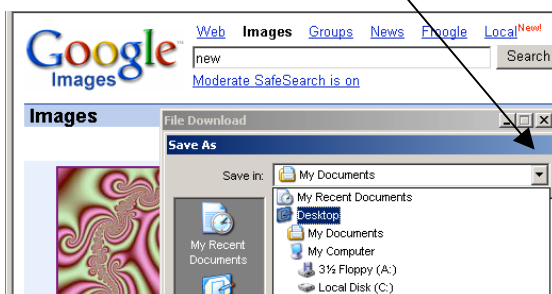 Web Images Groups News Froogle Local New!
Google
Images
new
Search
Moderate SafeSearch is on
Images
File Download
Save As
Save in: My Documents
My Recent Documents
Desktop
My Documents
My Computer
3½ Floppy (A:)
Local Disk (C:)
My Recent
Documents